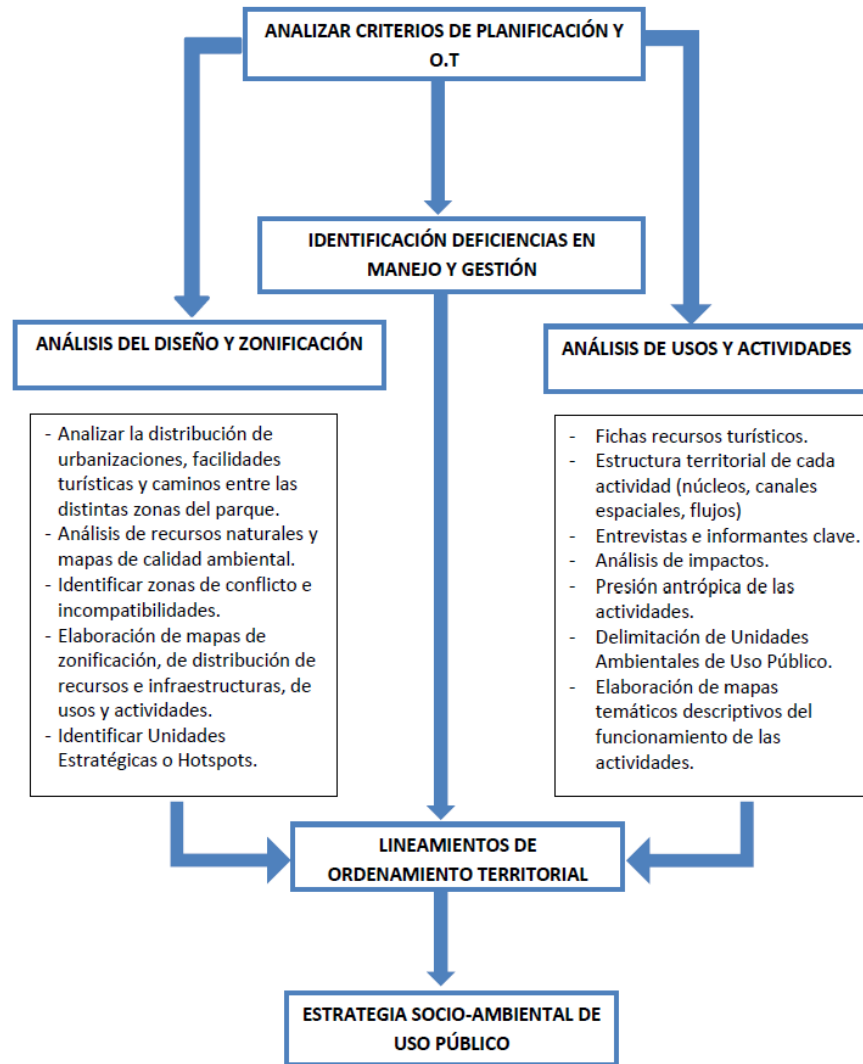 ANALIZAR CRITERIOS DE PLANIFICACIÓN Y
O.T
IDENTIFICACIÓN DEFICIENCIAS EN
MANEJO Y GESTIÓN
ANÁLISIS DEL DISEÑO Y ZONIFICACIÓN
- Analizar la distribución de
urbanizaciones, facilidades
turísticas y caminos entre las
distintas zonas del parque.
- Análisis de recursos naturales y
mapas de calidad ambiental.
- Identificar zonas de conflicto e
incompatibilidades.
- Elaboración de mapas de
zonificación, de distribución de
recursos e infraestructuras, de
usos y actividades.
- Identificar Unidades
Estratégicas o Hotspots.
ANÁLISIS DE USOS Y ACTIVIDADES
- Fichas recursos turísticos.
- Estructura territorial de cada
actividad (núcleos, canales
espaciales, flujos)
- Entrevistas e informantes clave.
- Análisis de impactos.
- Presión antrópica de las
actividades.
- Delimitación de Unidades
Ambientales de Uso Público.
- Elaboración de mapas
temáticos descriptivos del
funcionamiento de las
actividades.
LINEAMIENTOS DE
ORDENAMIENTO TERRITORIAL
ESTRATEGIA SOCIO-AMBIENTAL DE
USO PÚBLICO